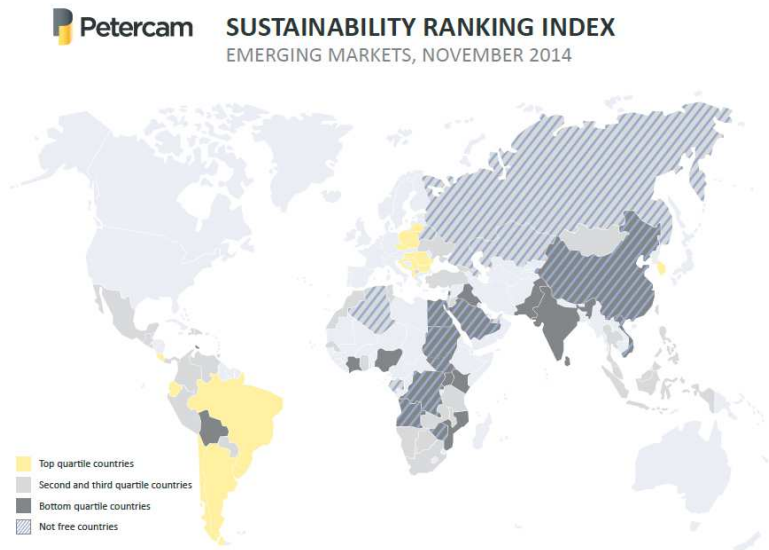 Petercam
SUSTAINABILITY RANKING INDEX
EMERGING MARKETS, NOVEMBER 2014
Top quartile countries
Second and third quartile countries
Bottom quartile countries
Not free countries